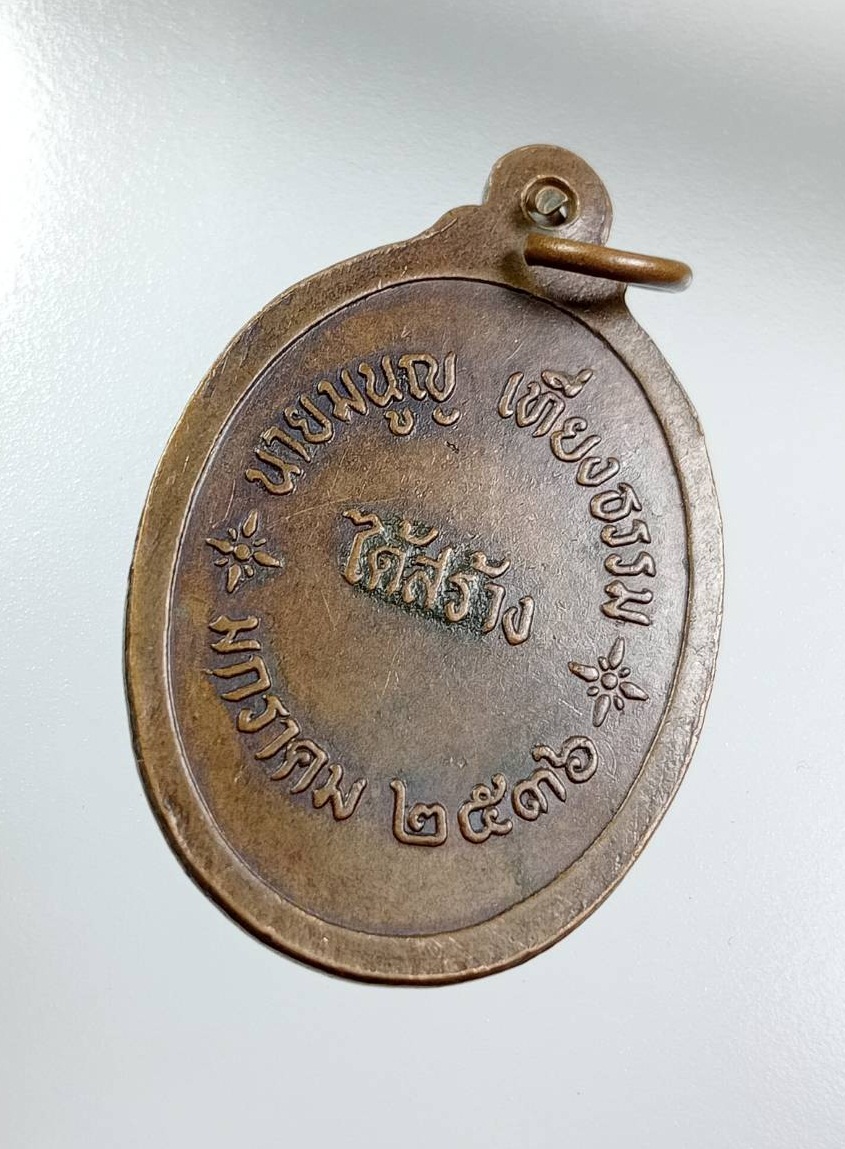 นายมนูญ เที่ยงธรรม
ได้สร้าง
มกราคม ๒๕๓๖